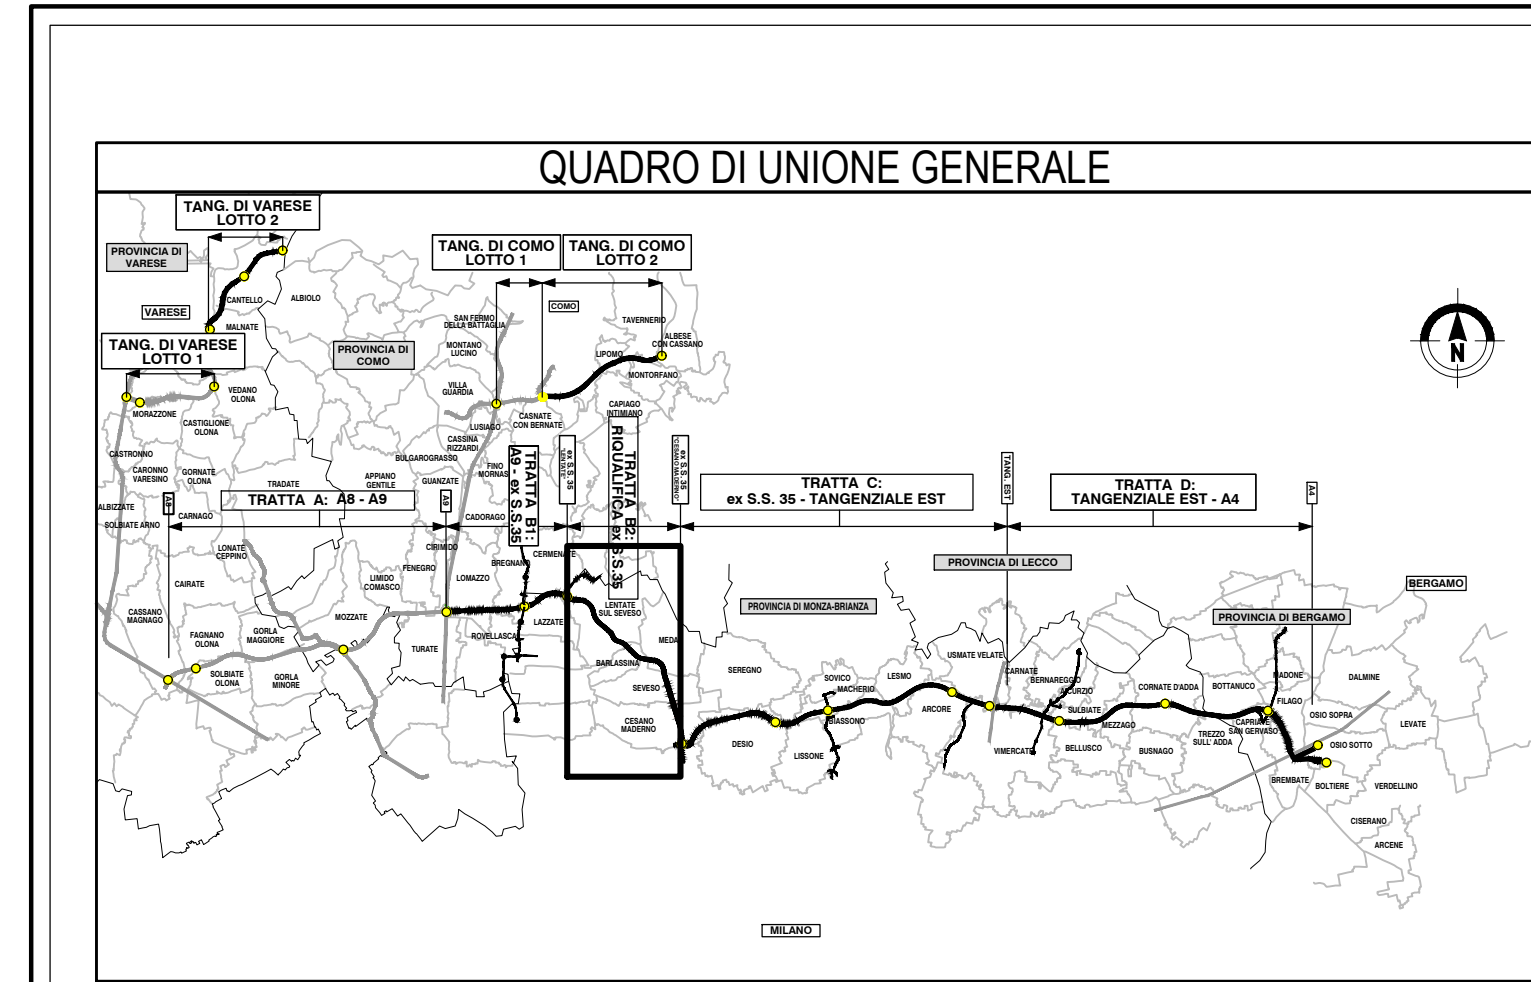 QUADRO DI UNIONE GENERALE
TANG. DI VARESE
LOTTO 2
PROVINCIA DI
VARESE
TANG. DI COMO
LOTTO 1
TANG. DI COMO
LOTTO 2
CANTELLO
ALBIOLO
VARESE
MALNATE
COMO
SAN FERMO
DELLA BATTAGLIA
TAVERNERIO
TANG. DI VARESE
LOTTO 1
PROVINCIA DI
COMO
MONTANO
LUCINO
ALBESE
CON CASSANO
LIPOMO
MONTORFANO
VILLA
GUARDIA
VEDANO
OLONA
MORAZZONE
CASTIGLIONE
OLONA
LUSIAGO
CASNATE
CON BERNATE
CAPIAGO
INTIMIANO
CASSINA
RIZZARDI
BULGAROGRASSO
CASTRONNO
CARONNO
VARESINO
GORNATE
OLONA
TRADATE
APPIANO
GENTILE
GUANZATE
FINO
MORNAS
TRATTA B1:
A9 - ex S.S.35
ex S.S. 35
"LENTATE"
TRATTA B2:
RIQUALIFICA ex S.S.35
ex S.S. 35
"CESANO MADERNO"
TRATTA C:
ex S.S. 35 - TANGENZIALE EST
TANG. EST
TRATTA D:
TANGENZIALE EST - A4
A4
A8
TRATTA A: A8 - A9
A9
ALBIZZATE
SOLBIATE ARNO
CARNAGO
CADORAGO
LONATE
CEPPINO
CIRIMIDO
FENEGRO
BREGNANO
CERMENATE
CAIRATE
LIMIDO
COMASCO
LOMAZZO
PROVINCIA DI LECCO
BERGAMO
CASSANO
MAGNAGO
MOZZATE
LAZZATE
LENTATE
SUL SEVESO
PROVINCIA DI MONZA-BRIANZA
PROVINCIA DI BERGAMO
N
FAGNANO
OLONA
GORLA
MAGGIORE
TURATE
ROVELLASCA
MEDA
BARLASSINA
SOLBIATE
OLONA
GORLA
MINORE
SEVESO
SEREGNO
SOVICO
MACHERIO
LESMO
USMATE VELATE
CARNATE
BERNAREGGIO
AICURZIO
SULBIATE
MEZZAGO
CORNATE D'ADDA
BOTTANUCO
MADONE
FILAGO
DALMINE
OSIO SOPRA
LEVATE
CESANO
MADERNO
DESIO
LISSONE
BIASSONO
ARCORE
VIMERCATE
BELLUSCO
BUSNAGO
TREZZO
SULL' ADDA
CAPRIATE
SAN GERVASO
OSIO SOTTO
BREMBATE
BOLTIERE
VERDELLINO
CISERANO
ARCENE
MILANO